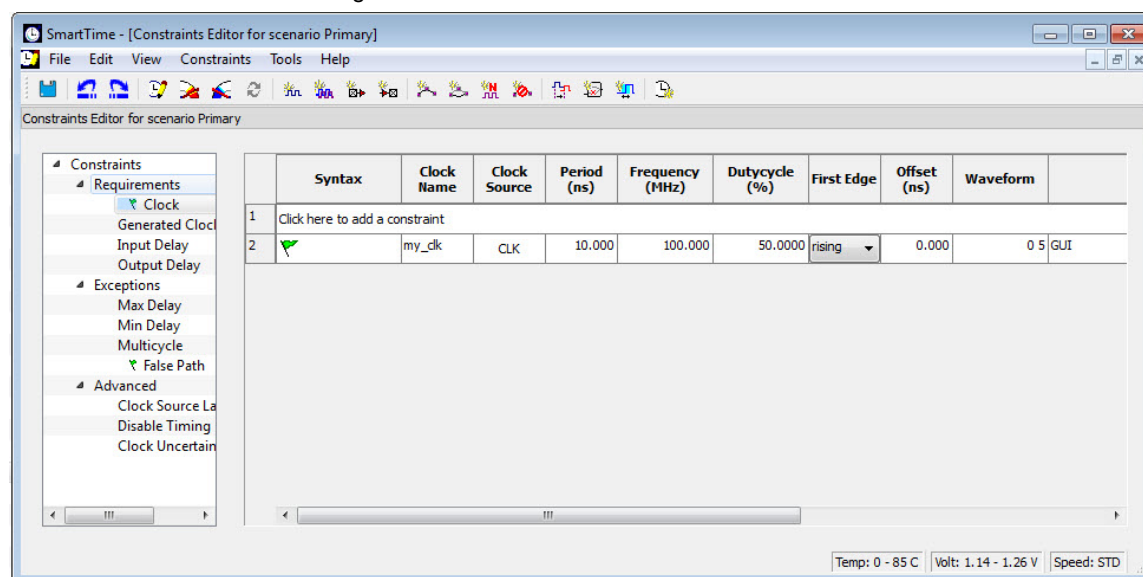 SmartTime - [Constraints Editor for scenario Primary]
File Edit View Constraints Tools Help
Constraints Editor for scenario Primary
Constraints
Requirements
Clock
Generated Clocl
Input Delay
Output Delay
Exceptions
Max Delay
Min Delay
Multicycle
False Path
Advanced
Clock Source La
Disable Timing
Clock Uncertain
Syntax Clock Name Clock Source Period (ns) Frequency (MHz) Dutycycle (%) First Edge Offset (ns) Waveform
1 Click here to add a constraint
2 my_clk CLK 10.000 100.000 50.0000 rising 0.000 0 5 GUI
Temp: 0 - 85 C Volt: 1.14 - 1.26 V Speed: STD